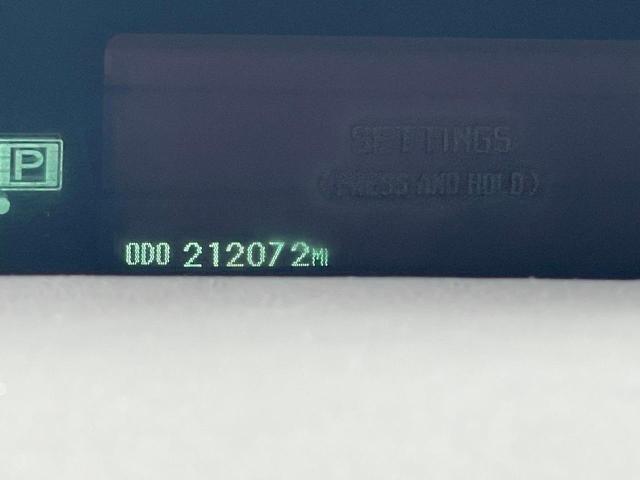 SETTINGS
(PRESS AND HOLD)
P
ODO 212072MI